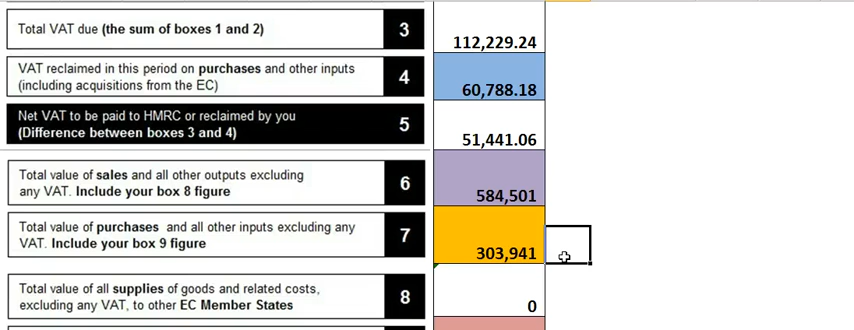 Total VAT due (the sum of boxes 1 and 2)
3
112,229.24
VAT reclaimed in this period on purchases and other inputs
(including acquisitions from the EC)
4
60,788.18
Net VAT to be paid to HMRC or reclaimed by you
(Difference between boxes 3 and 4)
5
51,441.06
Total value of sales and all other outputs excluding
any VAT. Include your box 8 figure
6
584,501
Total value of purchases and all other inputs excluding any
VAT. Include your box 9 figure
7
303,941
Total value of all supplies of goods and related costs,
excluding any VAT, to other EC Member States
8
0